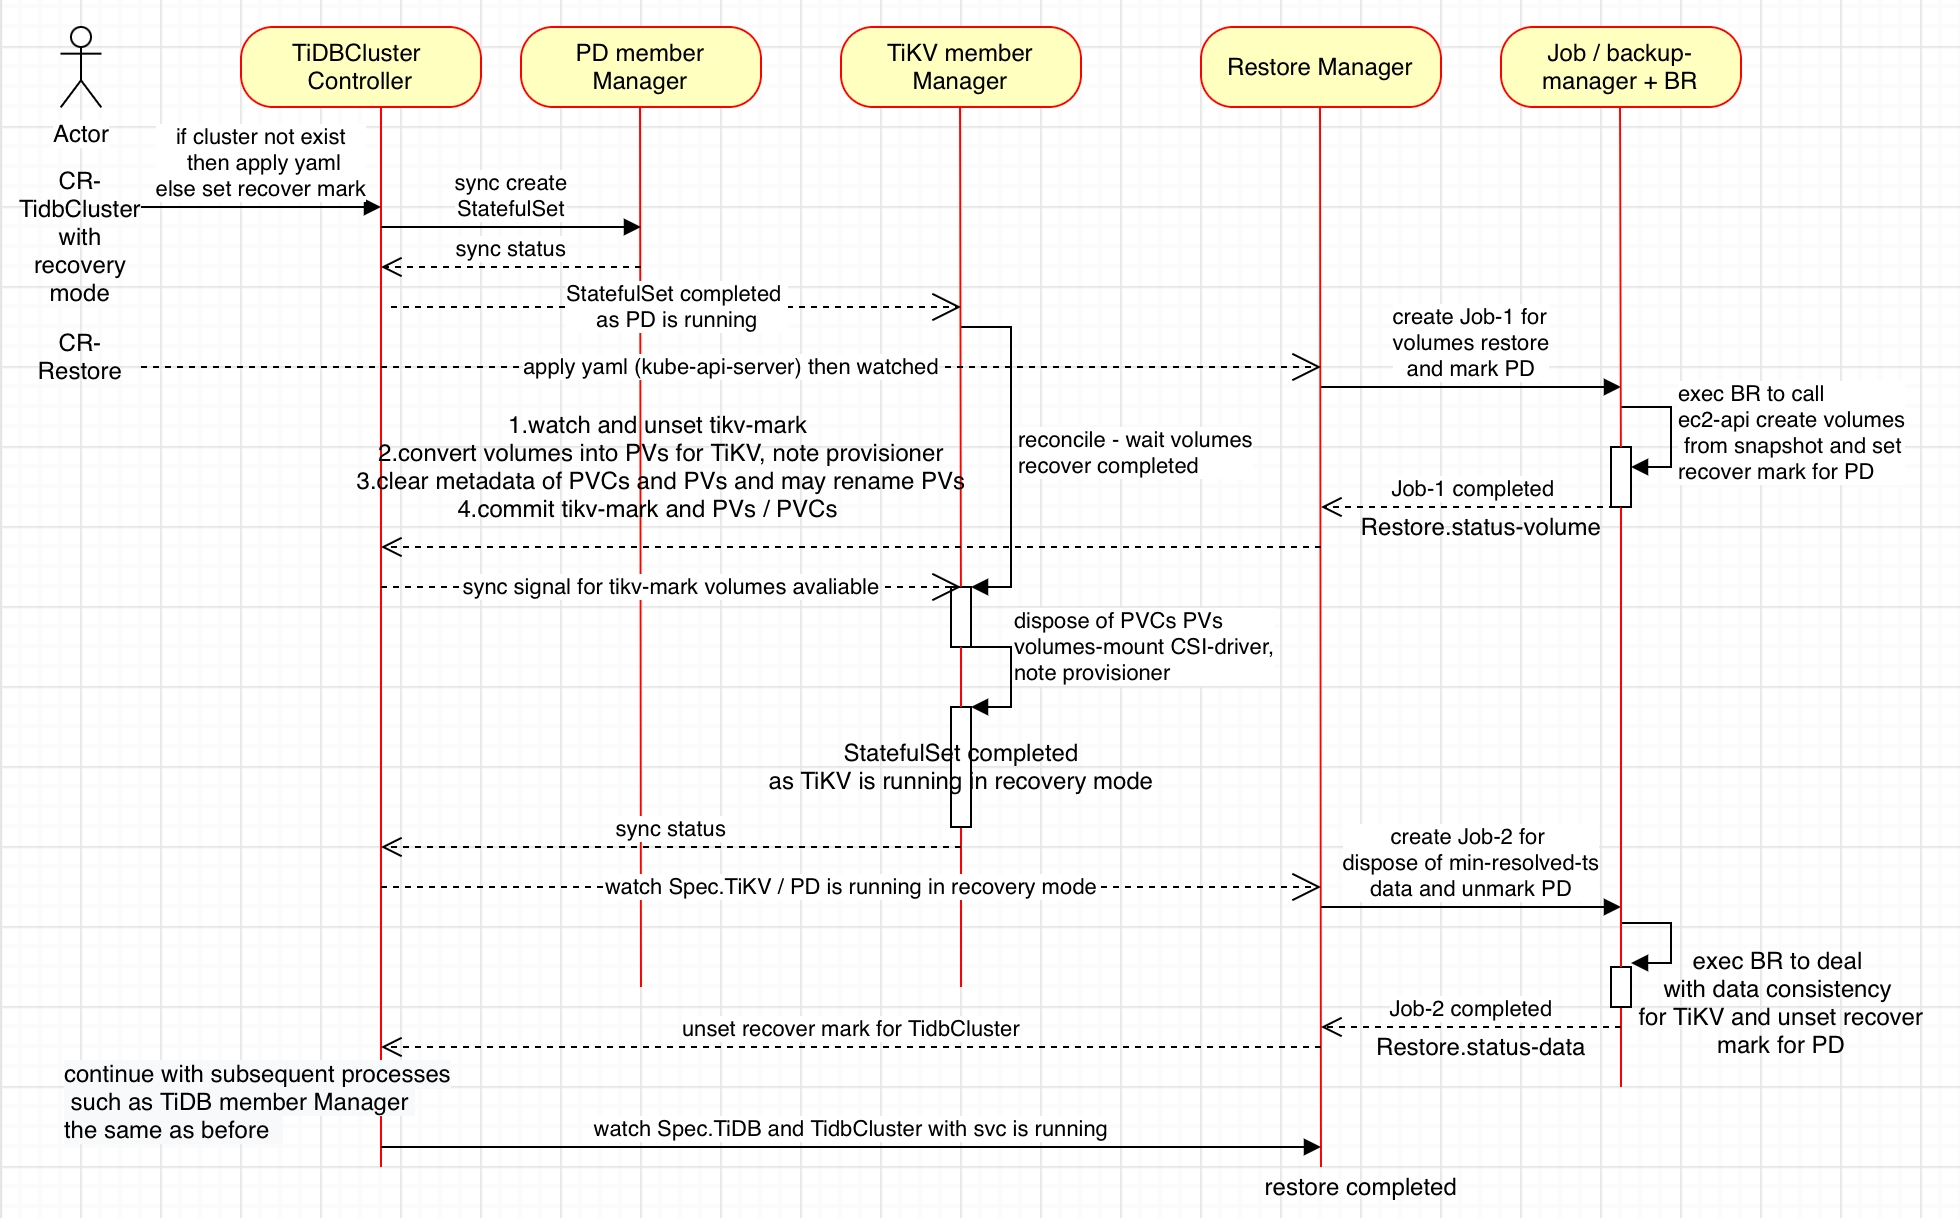 TiDBCluster
Controller
PD member
Manager
TiKV member
Manager
Restore Manager
Job / backup-
manager + BR
Actor
if cluster not exist
then apply yaml
else set recover mark
CR-
TidbCluster
with
recovery
mode
sync create
StatefulSet
sync status
StatefulSet completed
as PD is running
CR-
Restore
apply yaml (kube-api-server) then watched
create Job-1 for
volumes restore
and mark PD
exec BR to call
ec2-api create volumes
from snapshot and set
recover mark for PD
1.watch and unset tikv-mark
2.convert volumes into PVs for TiKV, note provisioner
3.clear metadata of PVCs and PVs and may rename PVs
4.commit tikv-mark and PVs / PVCs
reconcile - wait volumes
recover completed
Job-1 completed
Restore.status-volume
sync signal for tikv-mark volumes avaliable
dispose of PVCs PVs
volumes-mount CSI-driver,
note provisioner
StatefulSet completed
as TiKV is running in recovery mode
sync status
watch Spec.TiKV / PD is running in recovery mode
create Job-2 for
dispose of min-resolved-ts
data and unmark PD
exec BR to deal
with data consistency
for TiKV and unset recover
mark for PD
Job-2 completed
Restore.status-data
unset recover mark for TidbCluster
continue with subsequent processes
such as TiDB member Manager
the same as before
watch Spec.TiDB and TidbCluster with svc is running
restore completed